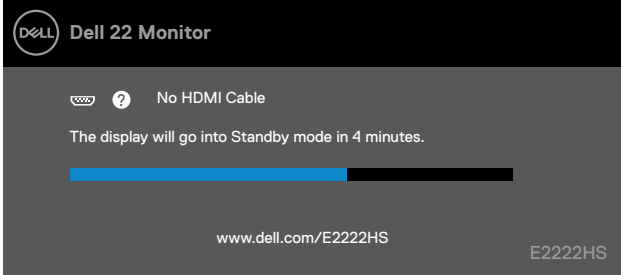 DELL
Dell 22 Monitor
? No HDMI Cable
The display will go into Standby mode in 4 minutes.
www.dell.com/E2222HS
E2222HS